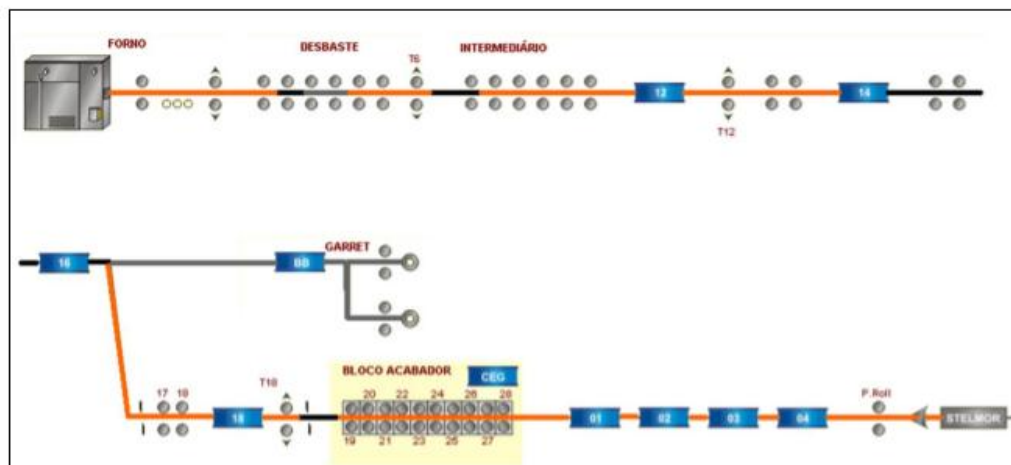 FORNO
DESBASTE
T6
INTERMEDIÁRIO
12
T12
14
16
BB
GARRET
17 18
18
T18
BLOCO ACABADOR
CEG
20 22 24 26 28
19 21 23 25 27
01
02
03
04
P.Roll
STELMOR